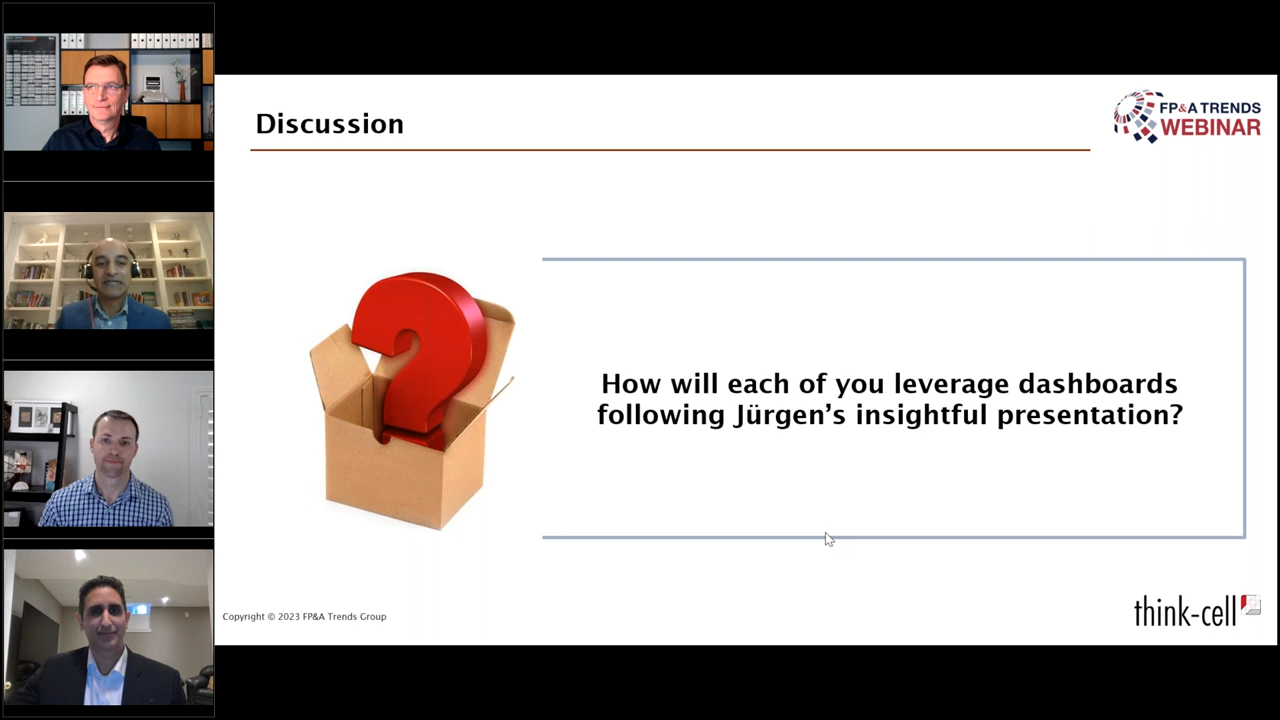 Discussion
FP&A TRENDS
WEBINAR
How will each of you leverage dashboards
following Jürgen’s insightful presentation?
Copyright © 2023 FP&A Trends Group
think-cell